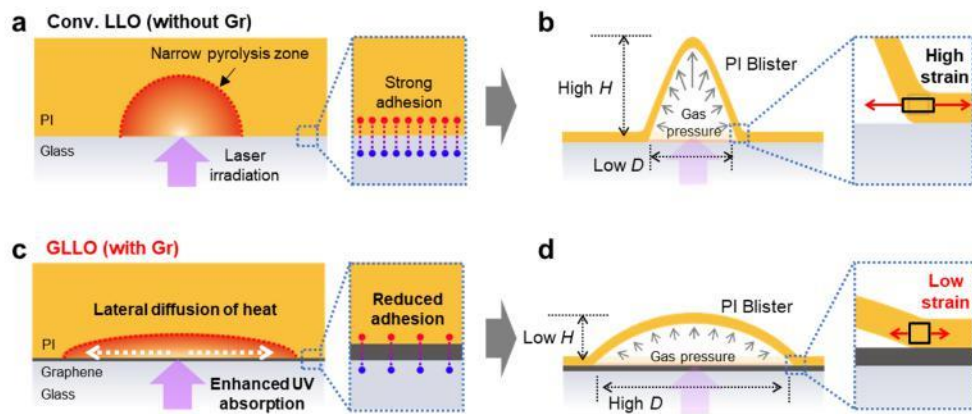 a
Conv. LLO (without Gr)
Narrow pyrolysis zone
PI
Glass
Laser
irradiation
Strong
adhesion
b
High H
PI Blister
Gas
pressure
Low D
High
strain
c
GLLO (with Gr)
Lateral diffusion of heat
PI
Graphene
Glass
Enhanced UV
absorption
Reduced
adhesion
d
Low H
PI Blister
Gas pressure
High D
Low
strain